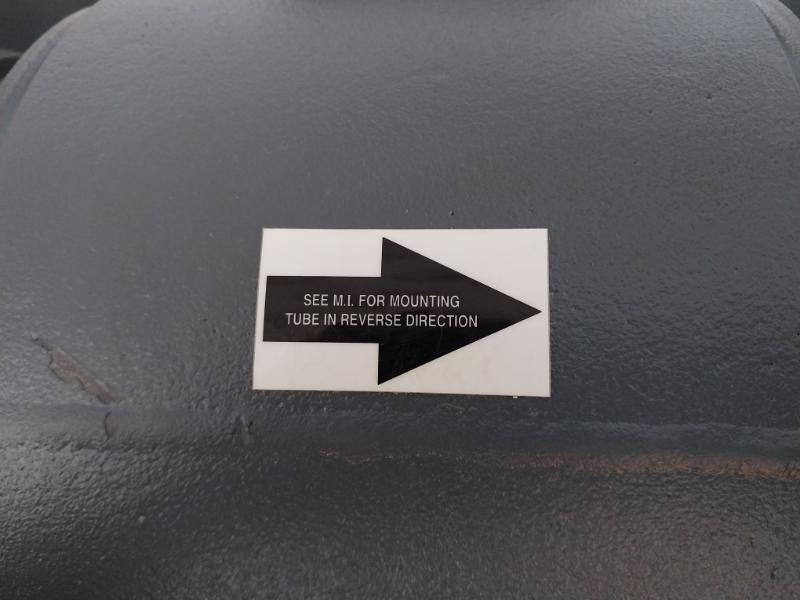 SEE M.I. FOR MOUNTING
TUBE IN REVERSE DIRECTION